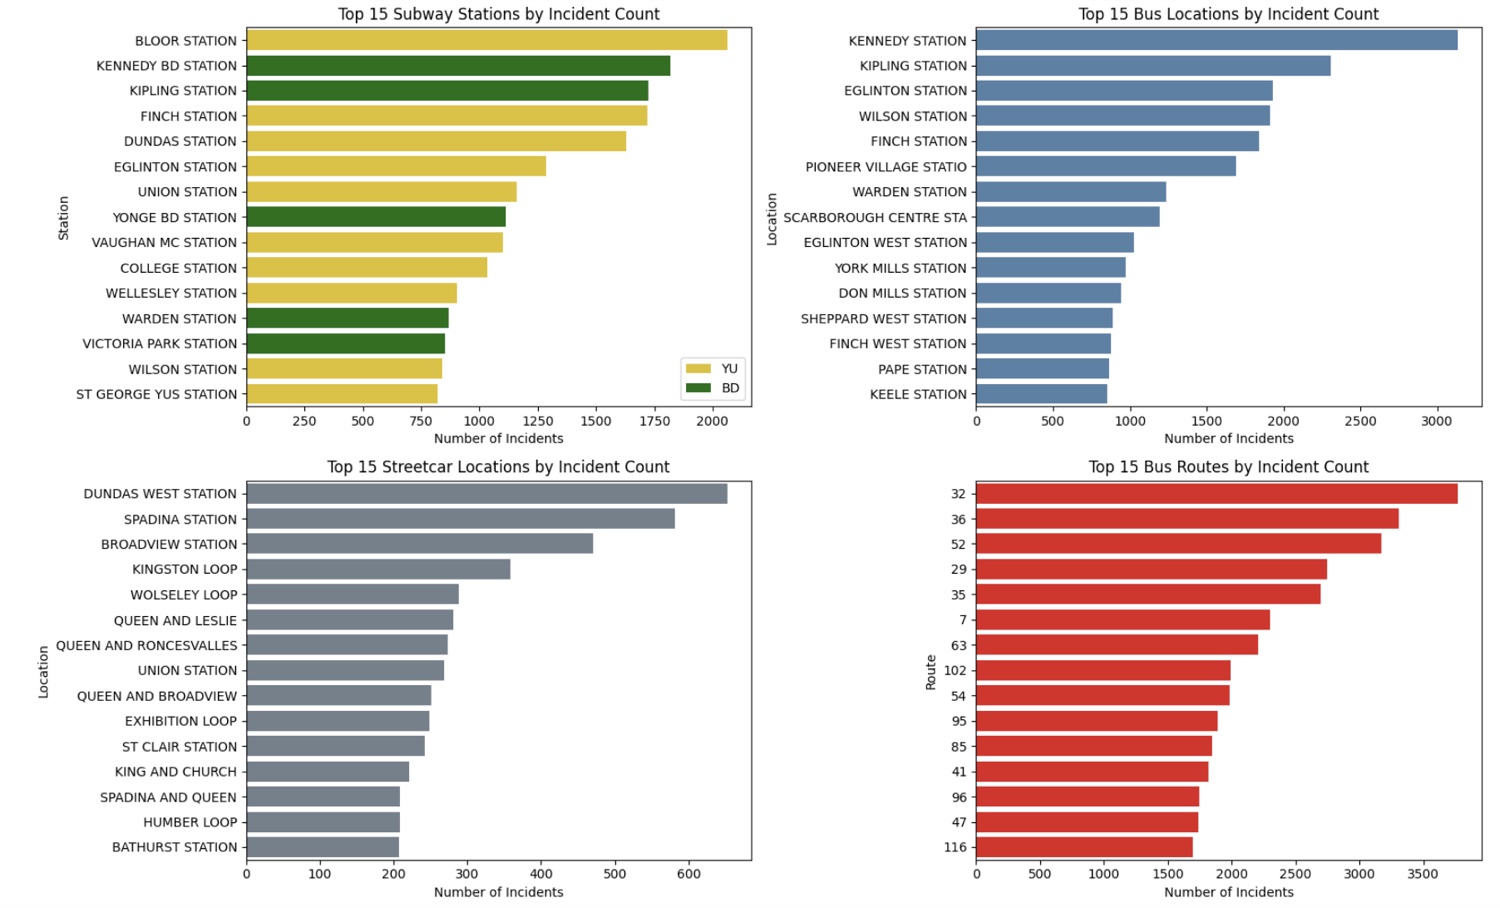 Top 15 Subway Stations by Incident Count
Station
BLOOR STATION
KENNEDY BD STATION
KIPLING STATION
FINCH STATION
DUNDAS STATION
EGLINTON STATION
UNION STATION
YONGE BD STATION
VAUGHAN MC STATION
COLLEGE STATION
WELLESLEY STATION
WARDEN STATION
VICTORIA PARK STATION
WILSON STATION
ST GEORGE YUS STATION
YU
BD
0 250 500 750 1000 1250 1500 1750 2000
Number of Incidents
Top 15 Bus Locations by Incident Count
Location
KENNEDY STATION
KIPLING STATION
EGLINTON STATION
WILSON STATION
FINCH STATION
PIONEER VILLAGE STATIO
WARDEN STATION
SCARBOROUGH CENTRE STA
EGLINTON WEST STATION
YORK MILLS STATION
DON MILLS STATION
SHEPPARD WEST STATION
FINCH WEST STATION
PAPE STATION
KEELE STATION
0 500 1000 1500 2000 2500 3000
Number of Incidents
Top 15 Streetcar Locations by Incident Count
Location
DUNDAS WEST STATION
SPADINA STATION
BROADVIEW STATION
KINGSTON LOOP
WOLSELEY LOOP
QUEEN AND LESLIE
QUEEN AND RONCESVALLES
UNION STATION
QUEEN AND BROADVIEW
EXHIBITION LOOP
ST CLAIR STATION
KING AND CHURCH
SPADINA AND QUEEN
HUMBER LOOP
BATHURST STATION
0 100 200 300 400 500 600
Number of Incidents
Top 15 Bus Routes by Incident Count
Route
32
36
52
29
35
7
63
102
54
95
85
41
96
47
116
0 500 1000 1500 2000 2500 3000 3500
Number of Incidents